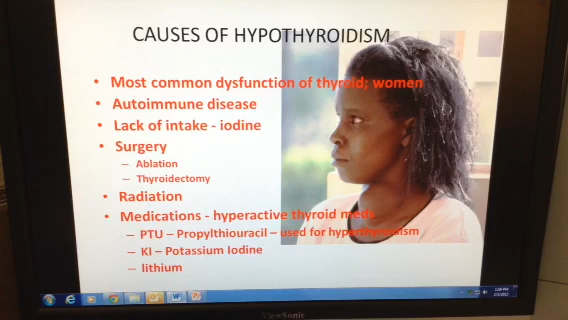 CAUSES OF HYPOTHYROIDISM
• Most common dysfunction of thyroid; women
• Autoimmune disease
• Lack of intake - iodine
• Surgery
– Ablation
– Thyroidectomy
• Radiation
• Medications - hyperactive thyroid meds
– PTU – Propylthiouracil – used for hyperthyroidism
– KI – Potassium Iodine
– lithium
ViewSonic